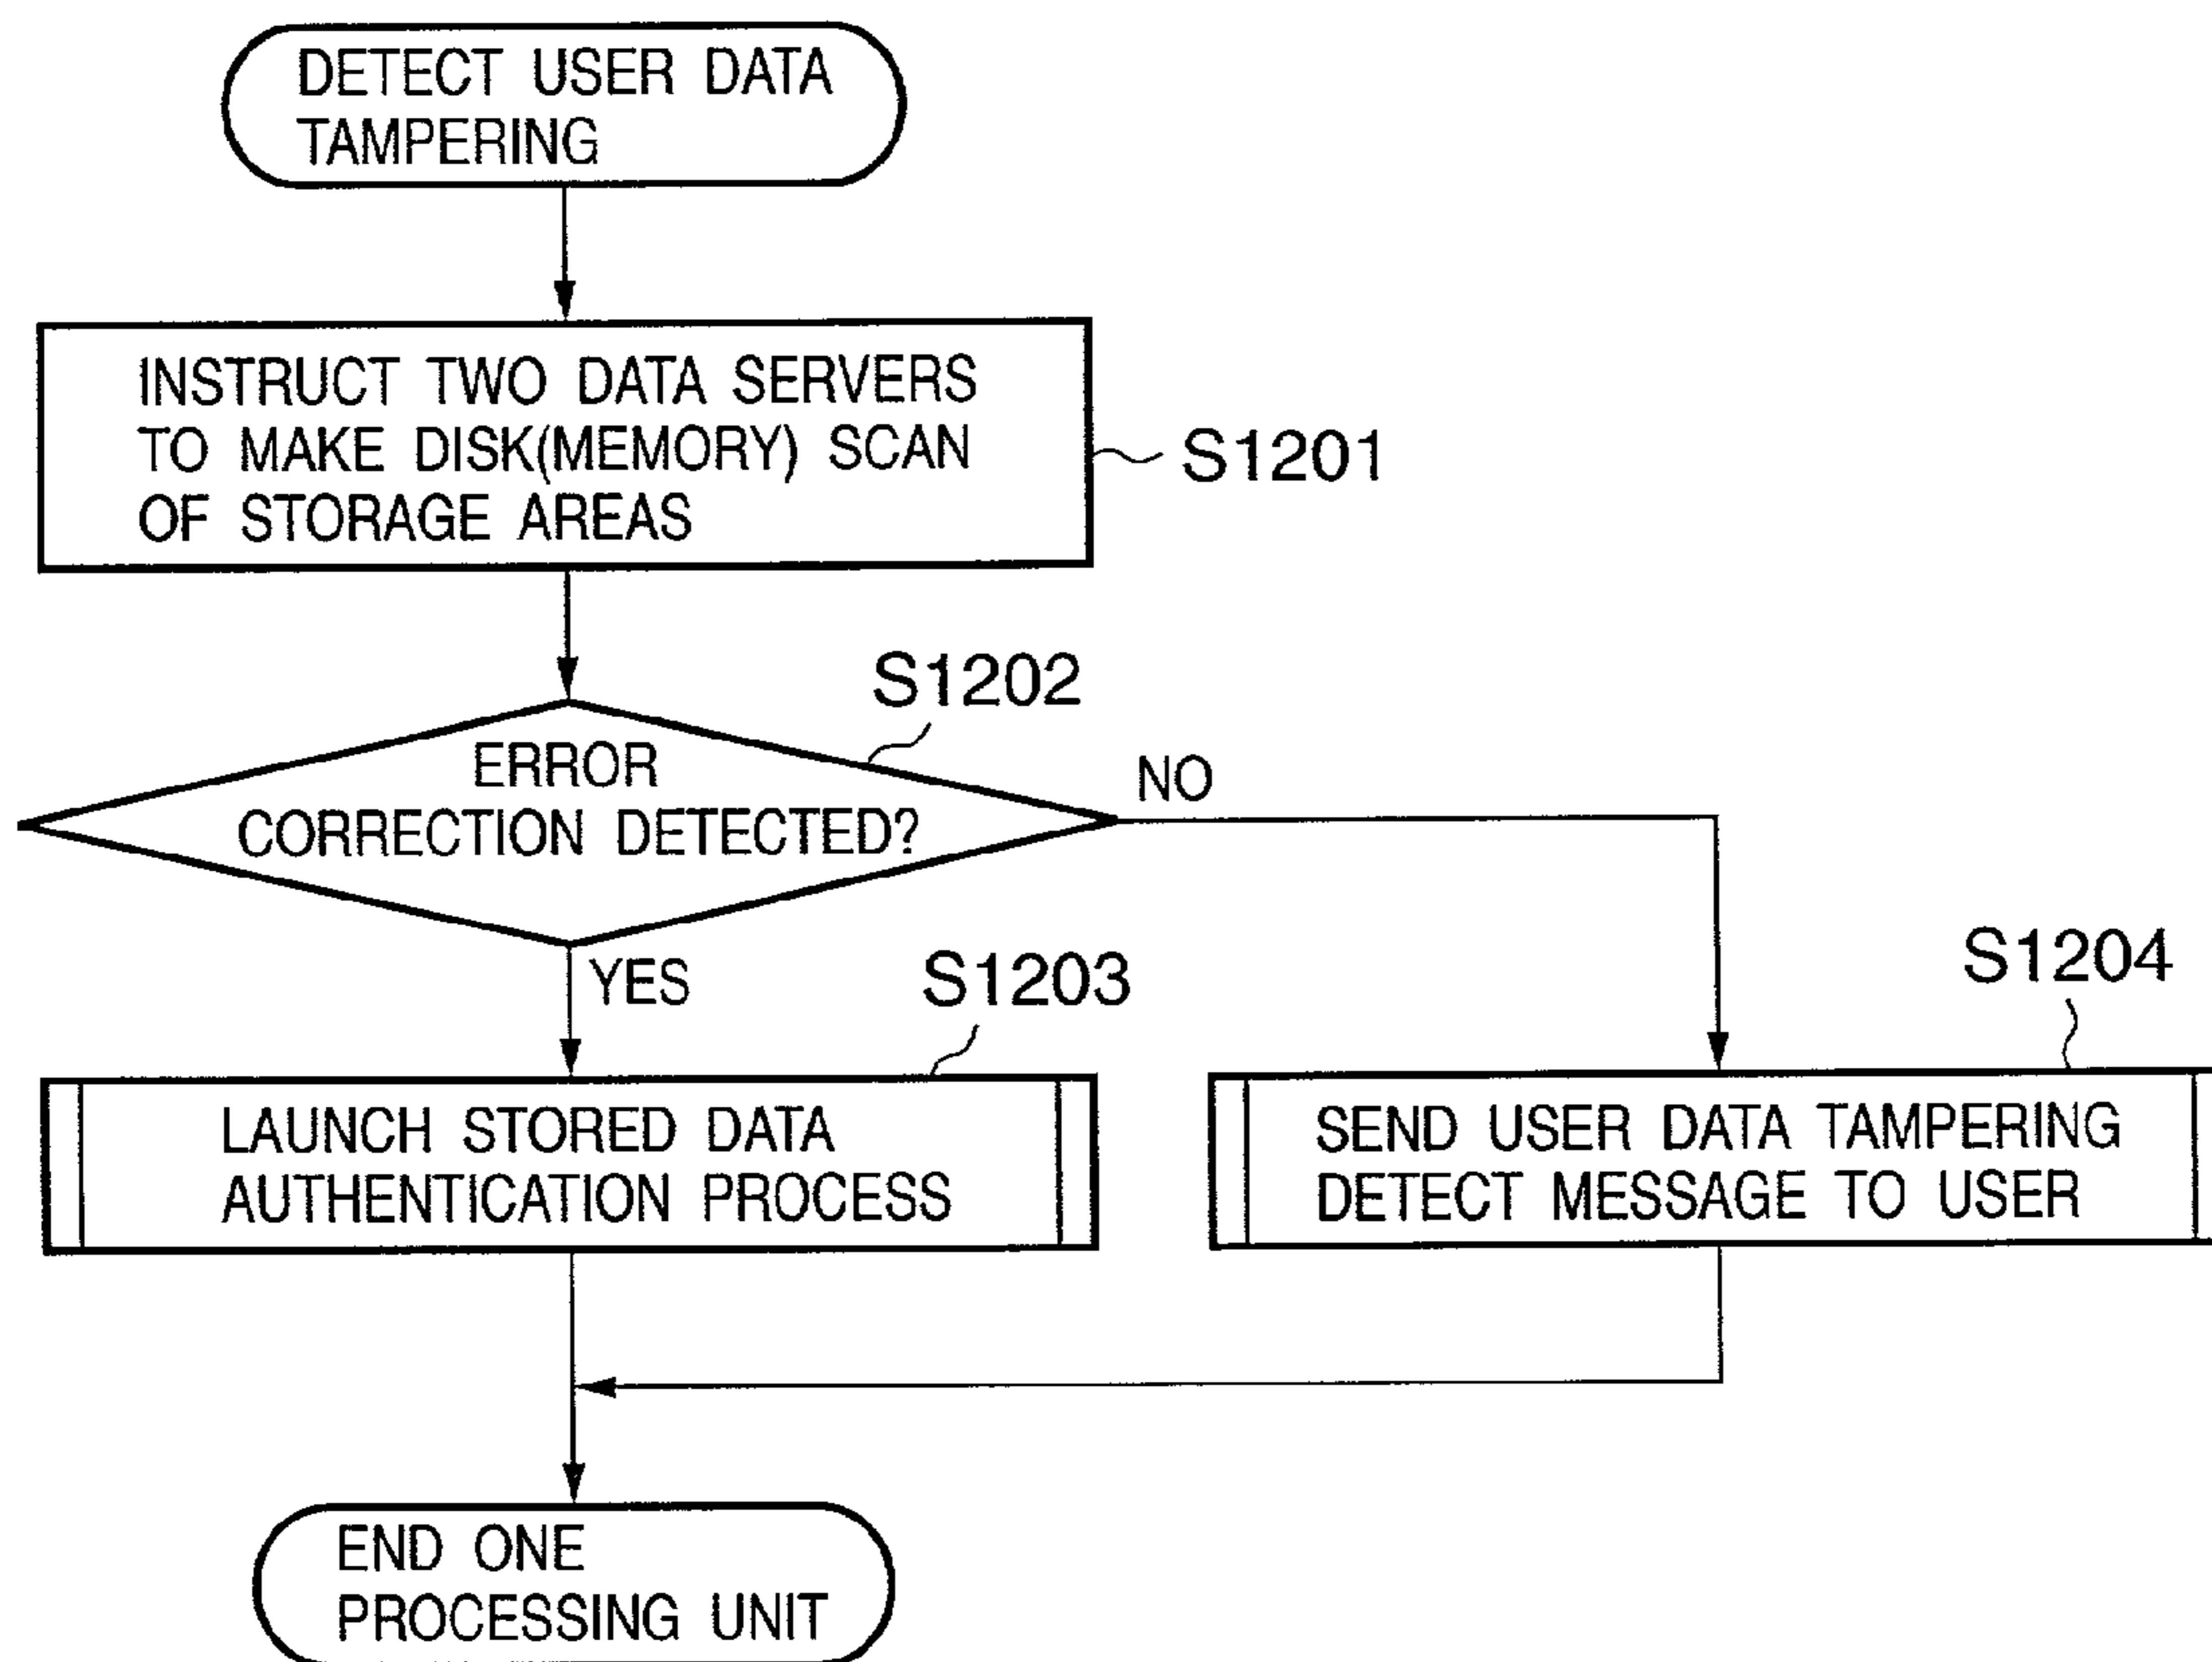 DETECT USER DATA
TAMPERING
INSTRUCT TWO DATA SERVERS
TO MAKE DISK(MEMORY) SCAN
OF STORAGE AREAS
S1201
S1202
ERROR
CORRECTION DETECTED?
NO
YES
S1203
S1204
LAUNCH STORED DATA
AUTHENTICATION PROCESS
SEND USER DATA TAMPERING
DETECT MESSAGE TO USER
END ONE
PROCESSING UNIT